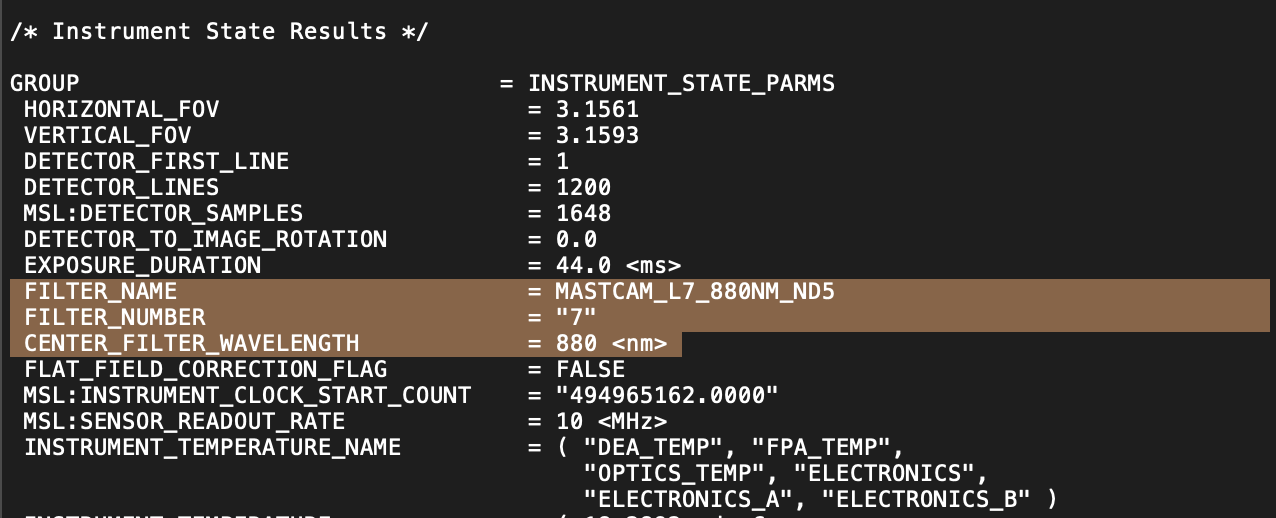 /* Instrument State Results */
GROUP = INSTRUMENT_STATE_PARMS
HORIZONTAL_FOV = 3.1561
VERTICAL_FOV = 3.1593
DETECTOR_FIRST_LINE = 1
DETECTOR_LINES = 1200
MSL:DETECTOR_SAMPLES = 1648
DETECTOR_TO_IMAGE_ROTATION = 0.0
EXPOSURE_DURATION = 44.0 <ms>
FILTER_NAME = MASTCAM_L7_880NM_ND5
FILTER_NUMBER = "7"
CENTER_FILTER_WAVELENGTH = 880 <nm>
FLAT_FIELD_CORRECTION_FLAG = FALSE
MSL:INSTRUMENT_CLOCK_START_COUNT = "494965162.0000"
MSL:SENSOR_READOUT_RATE = 10 <MHz>
INSTRUMENT_TEMPERATURE_NAME = ( "DEA_TEMP", "FPA_TEMP",
"OPTICS_TEMP", "ELECTRONICS",
"ELECTRONICS_A", "ELECTRONICS_B" )